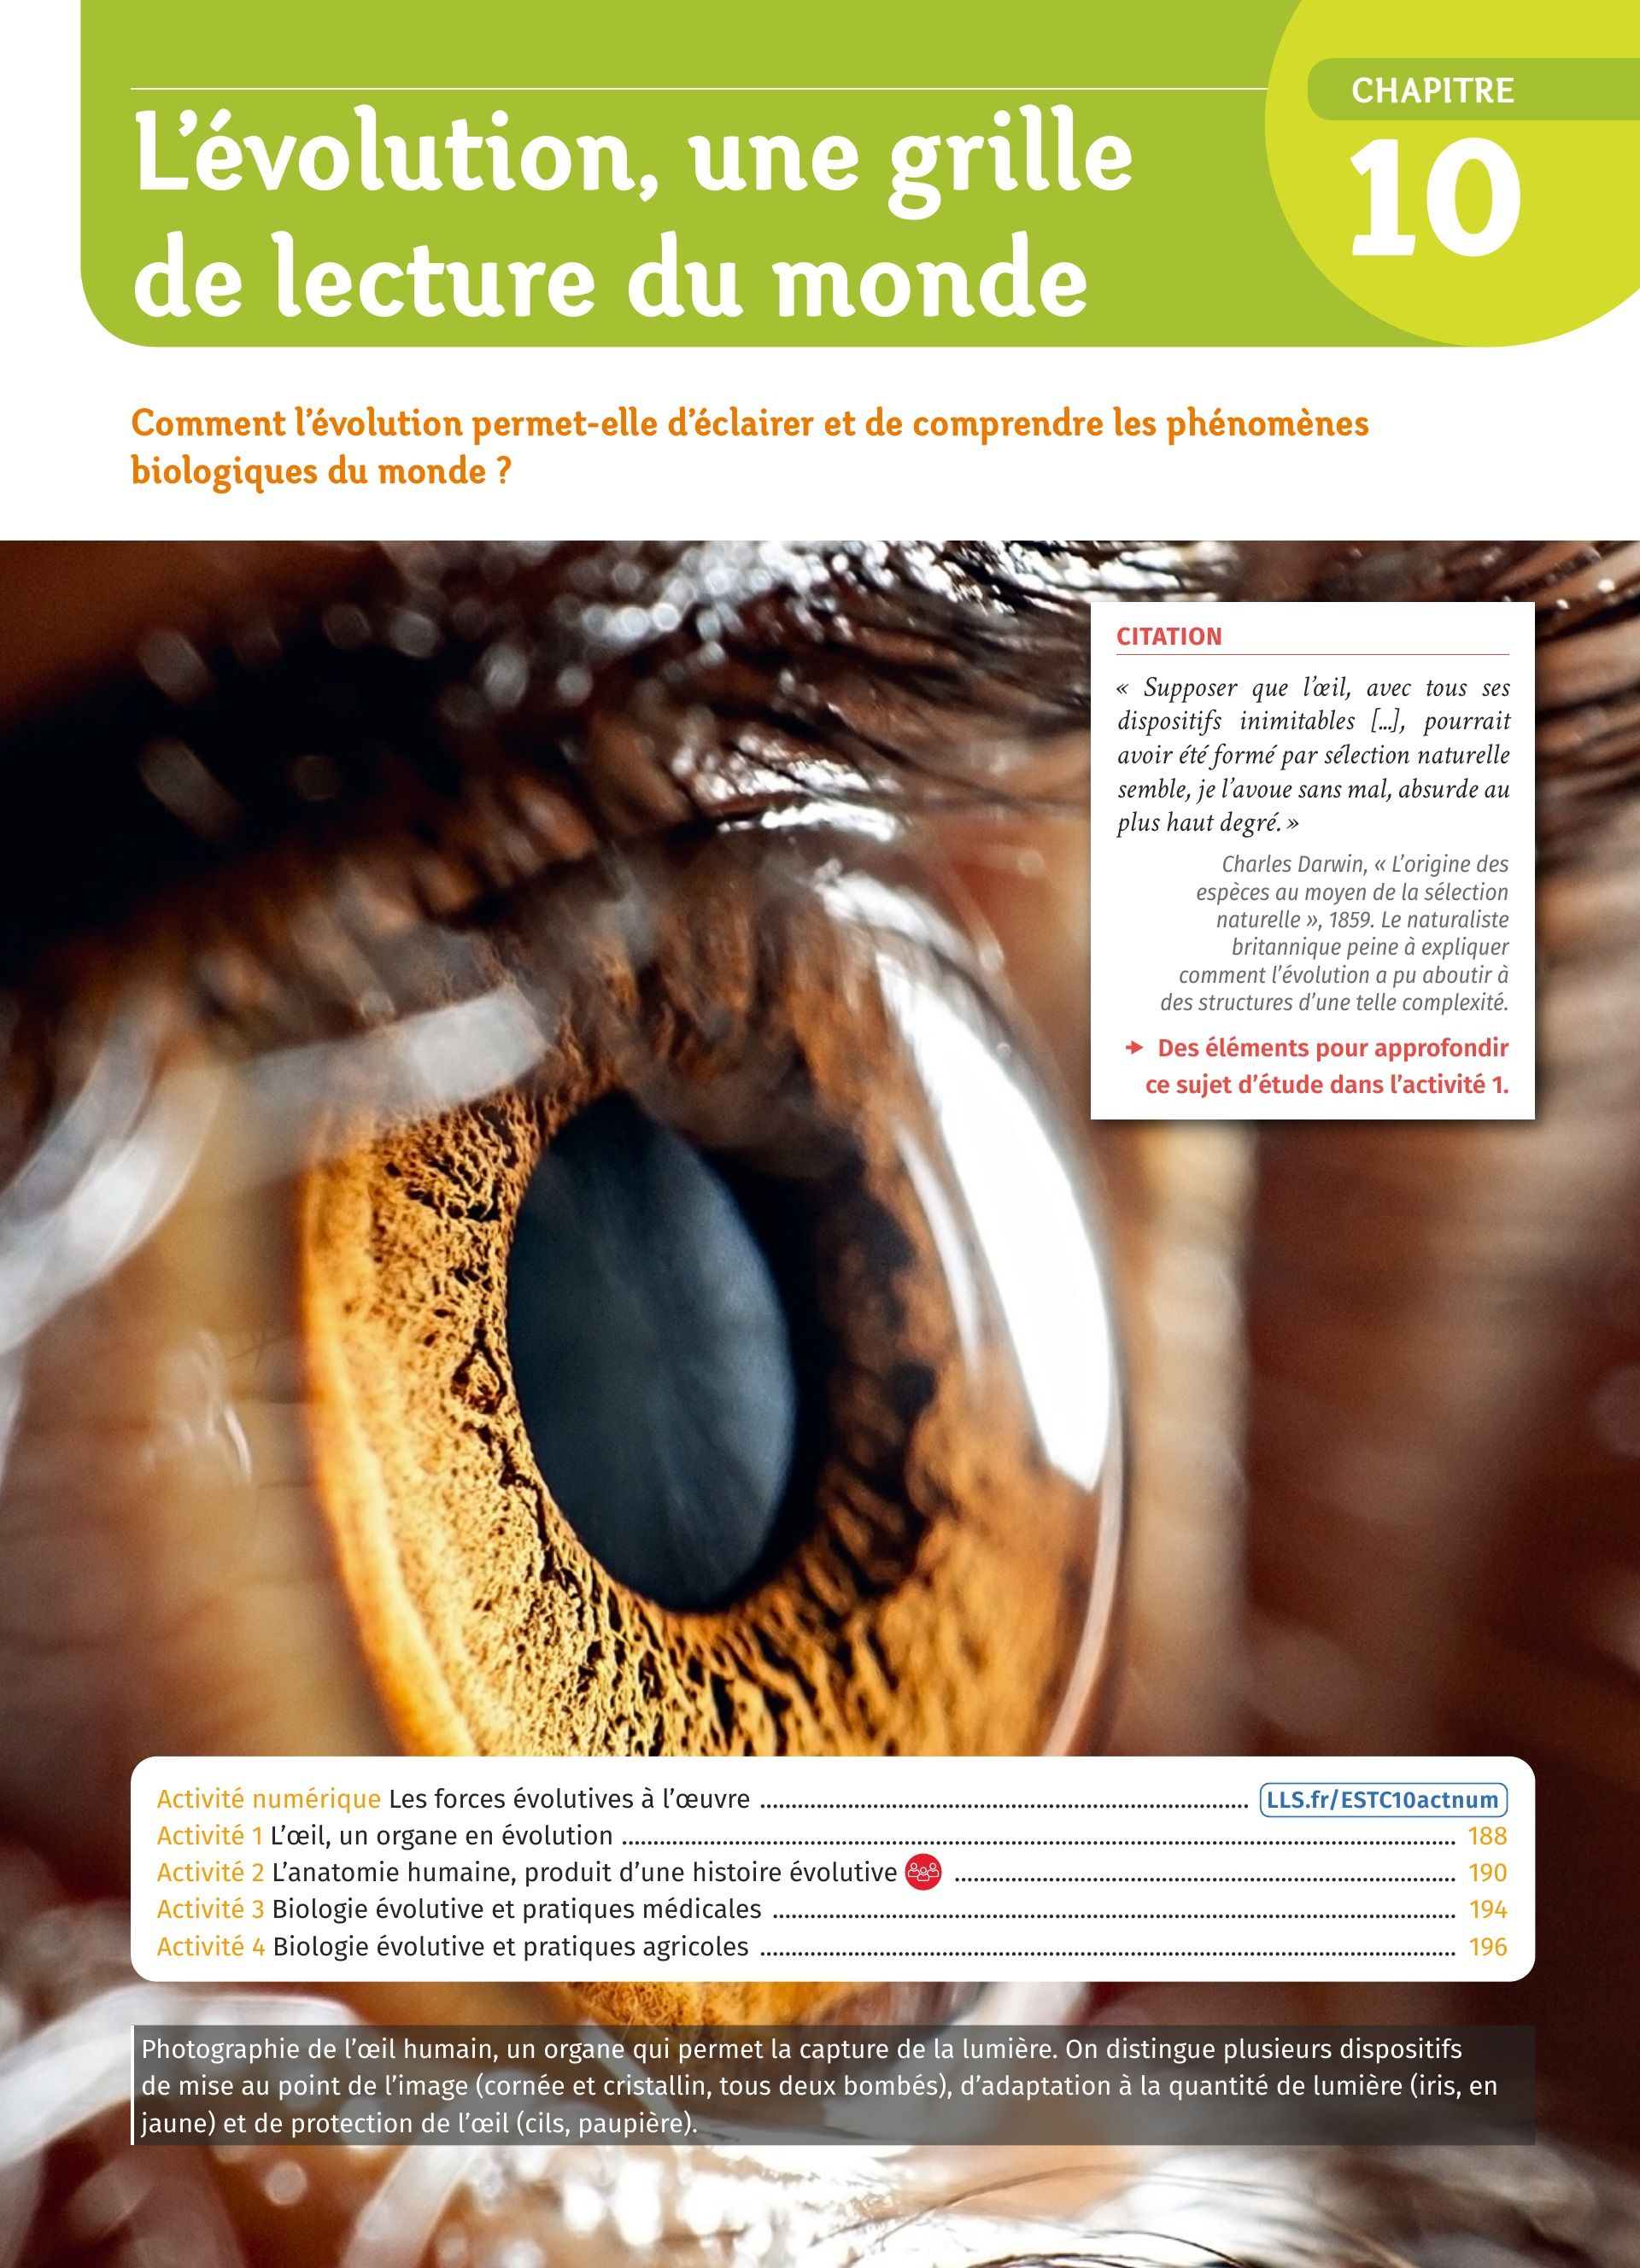 CHAPITRE
10
L’évolution, une grille
de lecture du monde
Comment l’évolution permet-elle d’éclairer et de comprendre les phénomènes
biologiques du monde ?
CITATION
« Supposer que l’œil, avec tous ses
dispositifs inimitables [...], pourrait
avoir été formé par sélection naturelle
semble, je l’avoue sans mal, absurde au
plus haut degré. »
Charles Darwin, « L’origine des
espèces au moyen de la sélection
naturelle », 1859. Le naturaliste
britannique peine à expliquer
comment l’évolution a pu aboutir à
des structures d’une telle complexité.
➔ Des éléments pour approfondir
ce sujet d’étude dans l’activité 1.
Activité numérique Les forces évolutives à l’œuvre ........ LLS.fr/ESTC10actnum
Activité 1 L’œil, un organe en évolution ........ 188
Activité 2 L’anatomie humaine, produit d’une histoire évolutive ........ 190
Activité 3 Biologie évolutive et pratiques médicales ........ 194
Activité 4 Biologie évolutive et pratiques agricoles ........ 196
Photographie de l’œil humain, un organe qui permet la capture de la lumière. On distingue plusieurs dispositifs
de mise au point de l’image (cornée et cristallin, tous deux bombés), d’adaptation à la quantité de lumière (iris, en
jaune) et de protection de l’œil (cils, paupière).